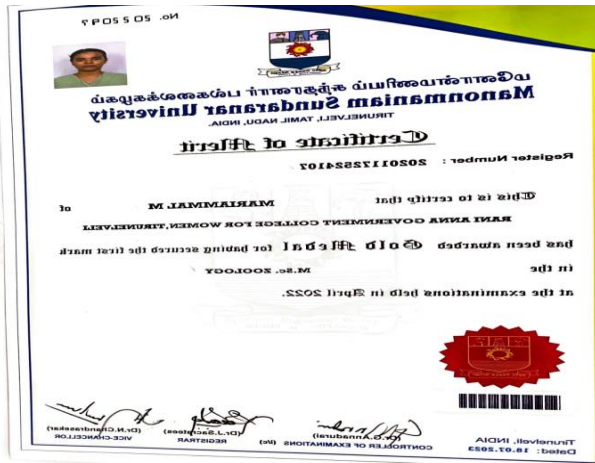 No.
மனோன்மணியம் சுந்தரனார் பல்கலைக்கழகம்
Manonmaniam Sundaranar University
TIRUNELVELI, TAMIL NADU, INDIA.
Certificate of Merit
Register Number : 20201172524107
This is to certify that MARIAMMAL M of
RANI ANNA GOVERNMENT COLLEGE FOR WOMEN, TIRUNELVELI
has been awarded Gold Medal for having secured the first mark
in the M.Sc. ZOOLOGY
at the examinations held in April 2022.
Tirunelveli, INDIA
Dated : 18.07.2023
(Dr.G.Annadurai)
CONTROLLER OF EXAMINATIONS (i/c)
(Dr.J.Sacratees)
REGISTRAR
(Dr.N.Chandrasekar)
VICE-CHANCELLOR